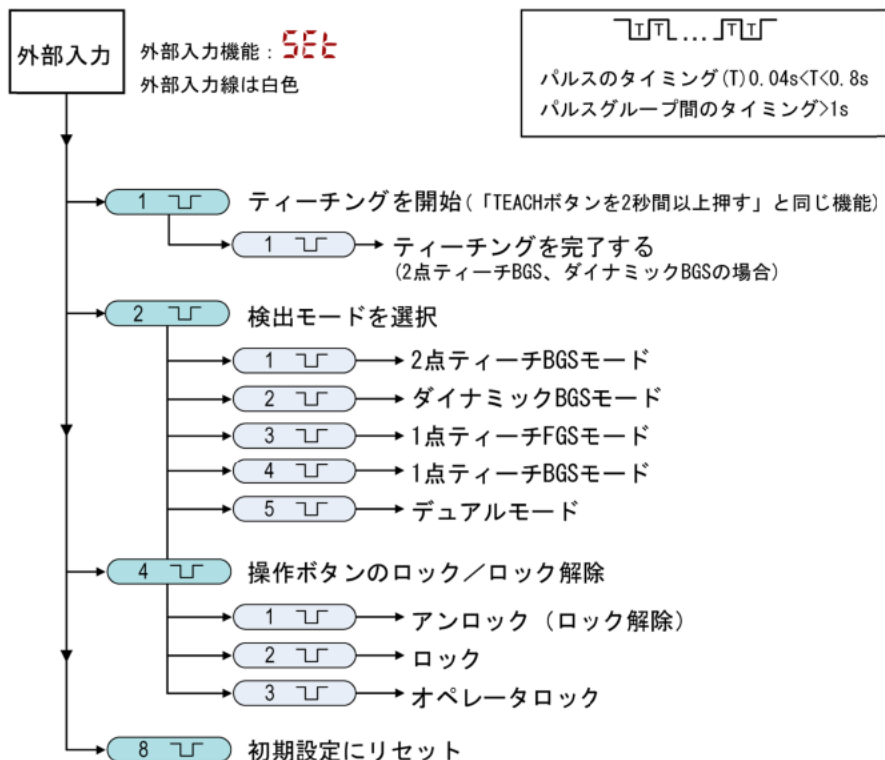 外部入力
外部入力機能：SEt
外部入力線は白色
T T ... T T
パルスのタイミング(T)0.04s<T<0.8s
パルスグループ間のタイミング>1s
1 ティーチングを開始(「TEACHボタンを2秒間以上押す」と同じ機能)
1 ティーチングを完了する
(2点ティーチBGS、ダイナミックBGSの場合)
2 検出モードを選択
1 2点ティーチBGSモード
2 ダイナミックBGSモード
3 1点ティーチFGSモード
4 1点ティーチBGSモード
5 デュアルモード
4 操作ボタンのロック／ロック解除
1 アンロック（ロック解除）
2 ロック
3 オペレータロック
8 初期設定にリセット